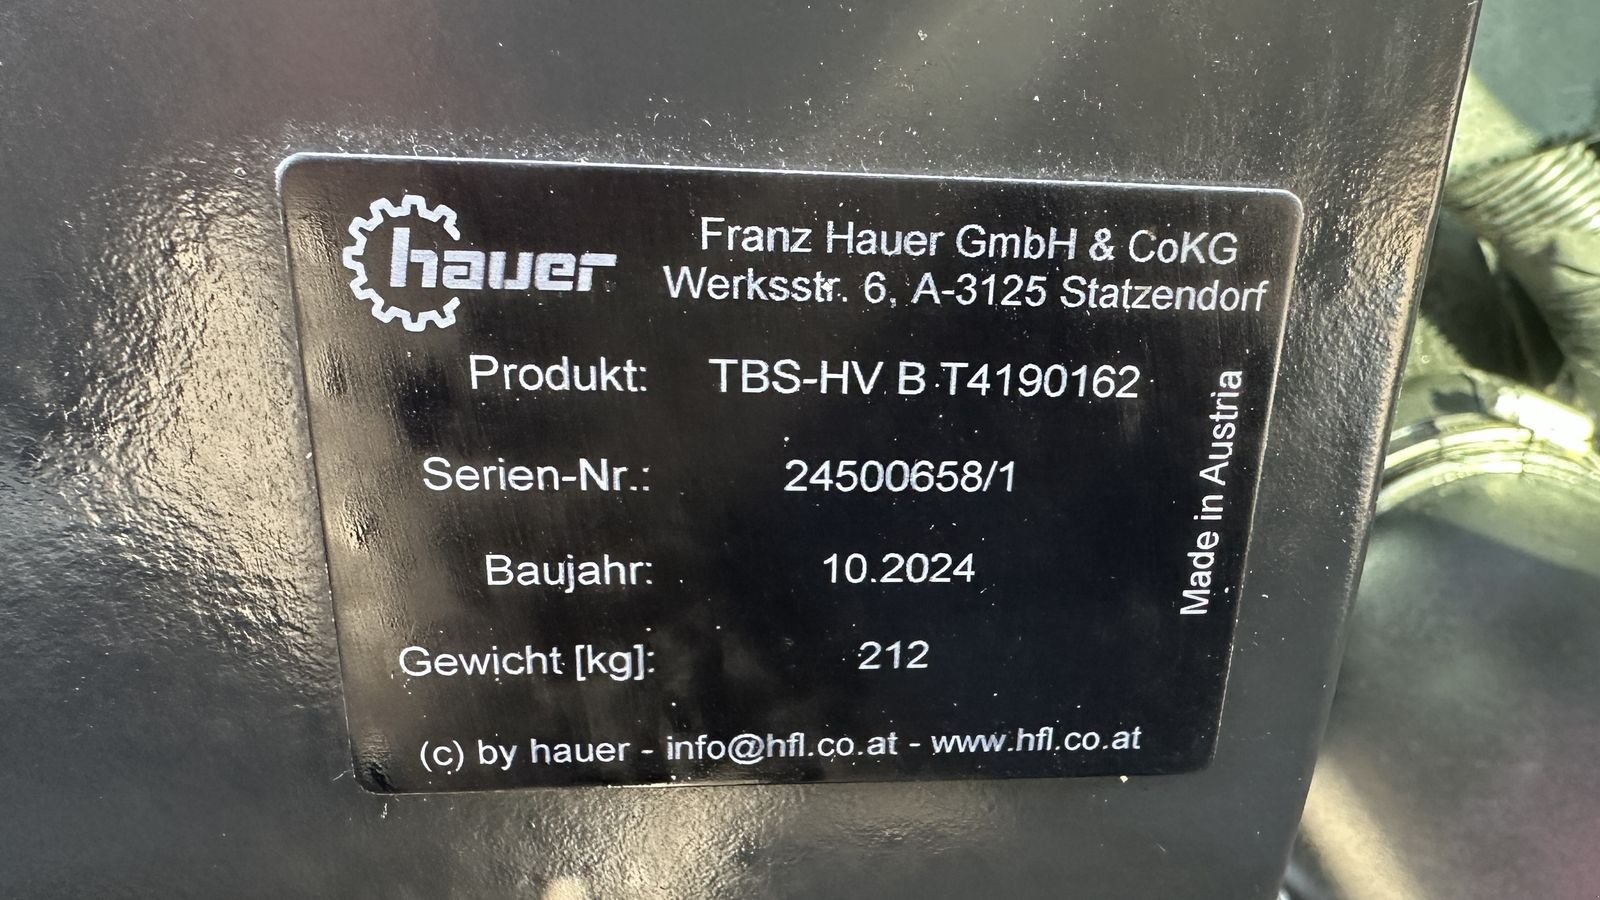 hauer
Franz Hauer GmbH & CoKG
Werksstr. 6, A-3125 Statzendorf
Produkt: TBS-HV B T4190162
Serien-Nr.: 24500658/1
Baujahr: 10.2024
Gewicht [kg]: 212
Made in Austria
(c) by hauer - info@hfl.co.at - www.hfl.co.at